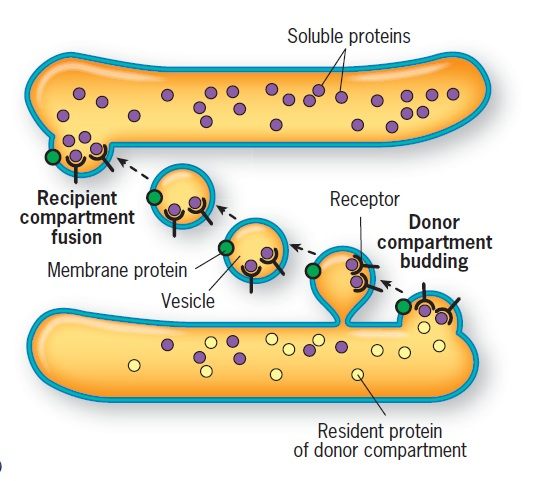 Soluble proteins
Recipient
compartment
fusion
Receptor
Donor
compartment
budding
Membrane protein
Vesicle
Resident protein
of donor compartment
)